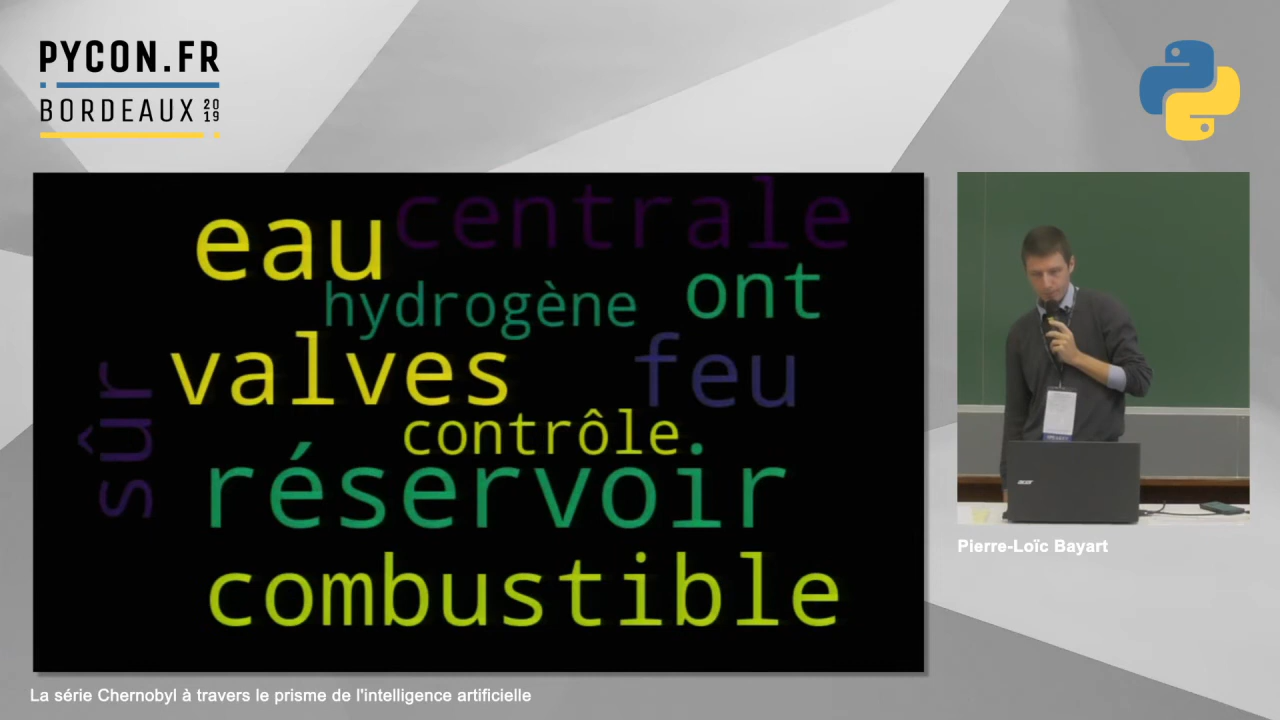 PYCON.FR
BORDEAUX 2019
eau
centrale
hydrogène
ont
valves
feu
sûr
contrôle
réservoir
combustible
acer
Pierre-Loïc Bayart
La série Chernobyl à travers le prisme de l'intelligence artificielle